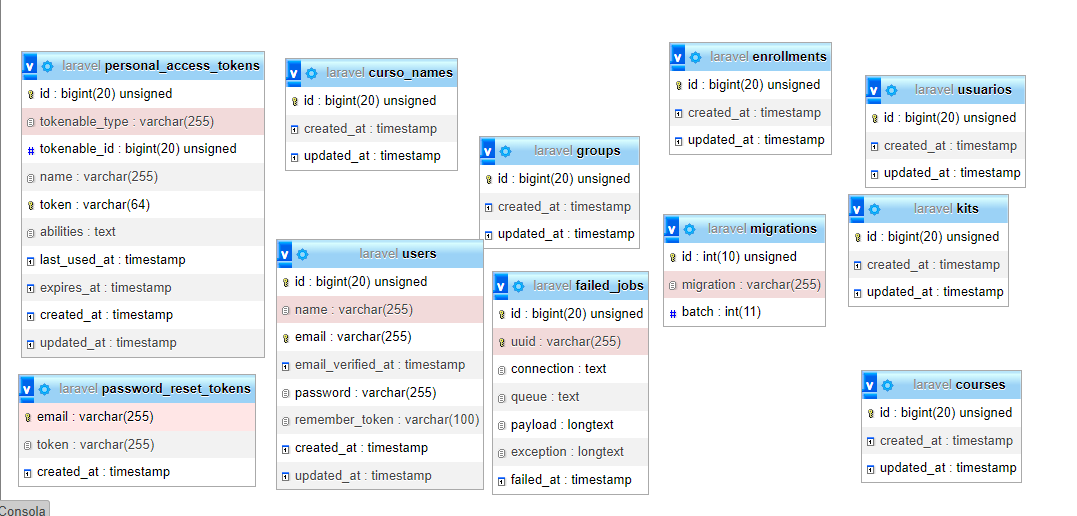 laravel personal_access_tokens
id : bigint(20) unsigned
tokenable_type : varchar(255)
tokenable_id : bigint(20) unsigned
name : varchar(255)
token : varchar(64)
abilities : text
last_used_at : timestamp
expires_at : timestamp
created_at : timestamp
updated_at : timestamp
laravel password_reset_tokens
email : varchar(255)
token : varchar(255)
created_at : timestamp
laravel curso_names
id : bigint(20) unsigned
created_at : timestamp
updated_at : timestamp
laravel users
id : bigint(20) unsigned
name : varchar(255)
email : varchar(255)
email_verified_at : timestamp
password : varchar(255)
remember_token : varchar(100)
created_at : timestamp
updated_at : timestamp
laravel groups
id : bigint(20) unsigned
created_at : timestamp
updated_at : timestamp
laravel failed_jobs
id : bigint(20) unsigned
uuid : varchar(255)
connection : text
queue : text
payload : longtext
exception : longtext
failed_at : timestamp
laravel enrollments
id : bigint(20) unsigned
created_at : timestamp
updated_at : timestamp
laravel migrations
id : int(10) unsigned
migration : varchar(255)
batch : int(11)
laravel usuarios
id : bigint(20) unsigned
created_at : timestamp
updated_at : timestamp
laravel kits
id : bigint(20) unsigned
created_at : timestamp
updated_at : timestamp
laravel courses
id : bigint(20) unsigned
created_at : timestamp
updated_at : timestamp
Consola